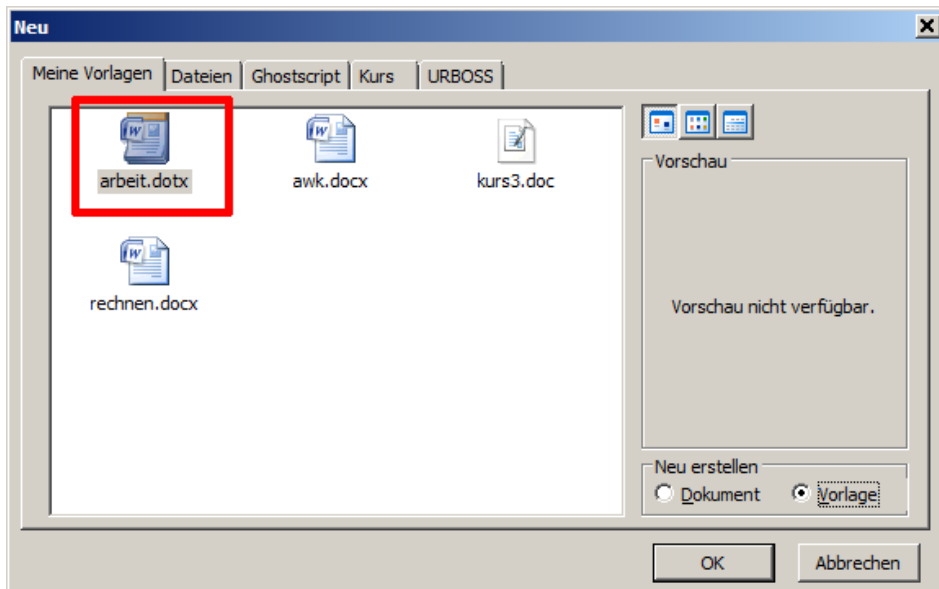 Neu
Meine Vorlagen Dateien Ghostscript Kurs URBOSS
arbeit.dotx awk.docx kurs3.doc
rechnen.docx
Vorschau
Vorschau nicht verfügbar.
Neu erstellen
Dokument Vorlage
OK Abbrechen